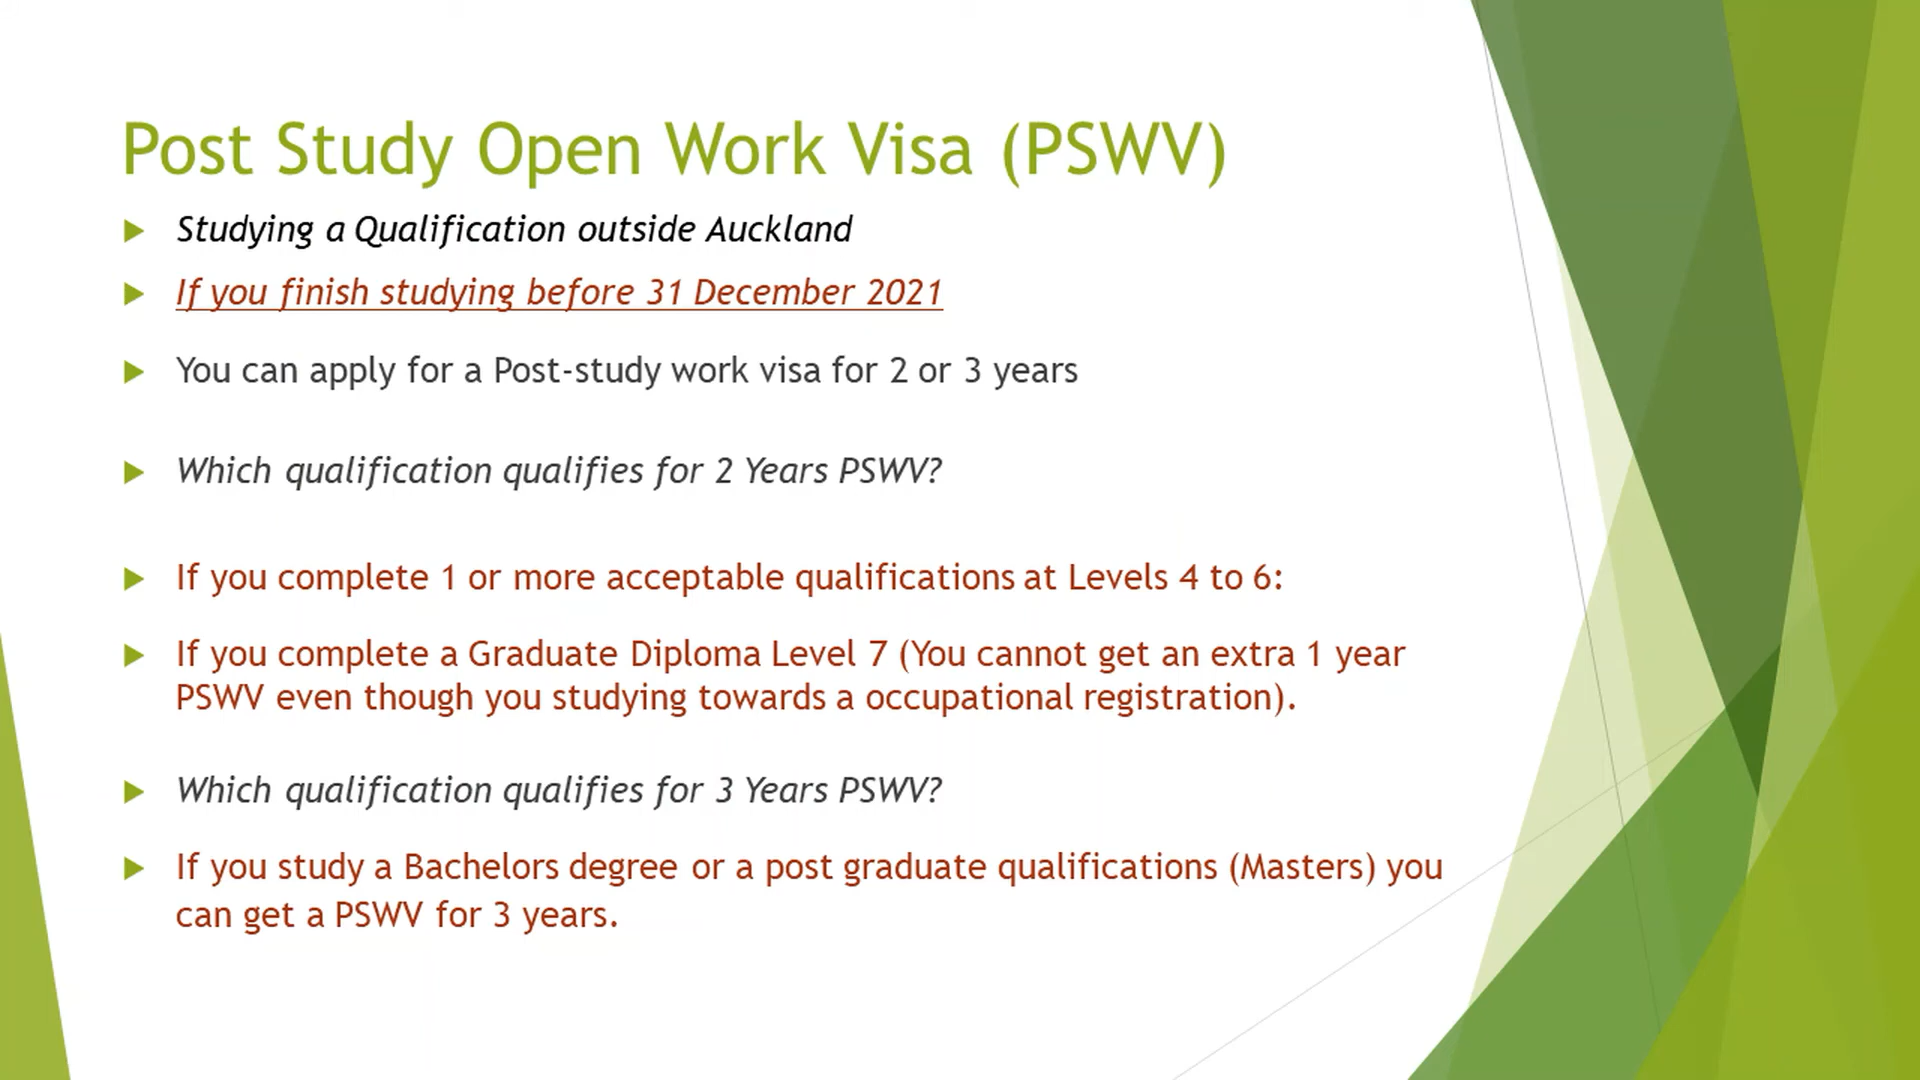 Post Study Open Work Visa (PSWV)
Studying a Qualification outside Auckland
If you finish studying before 31 December 2021
You can apply for a Post-study work visa for 2 or 3 years
Which qualification qualifies for 2 Years PSWV?
If you complete 1 or more acceptable qualifications at Levels 4 to 6:
If you complete a Graduate Diploma Level 7 (You cannot get an extra 1 year
PSWV even though you studying towards a occupational registration).
Which qualification qualifies for 3 Years PSWV?
If you study a Bachelors degree or a post graduate qualifications (Masters) you
can get a PSWV for 3 years.